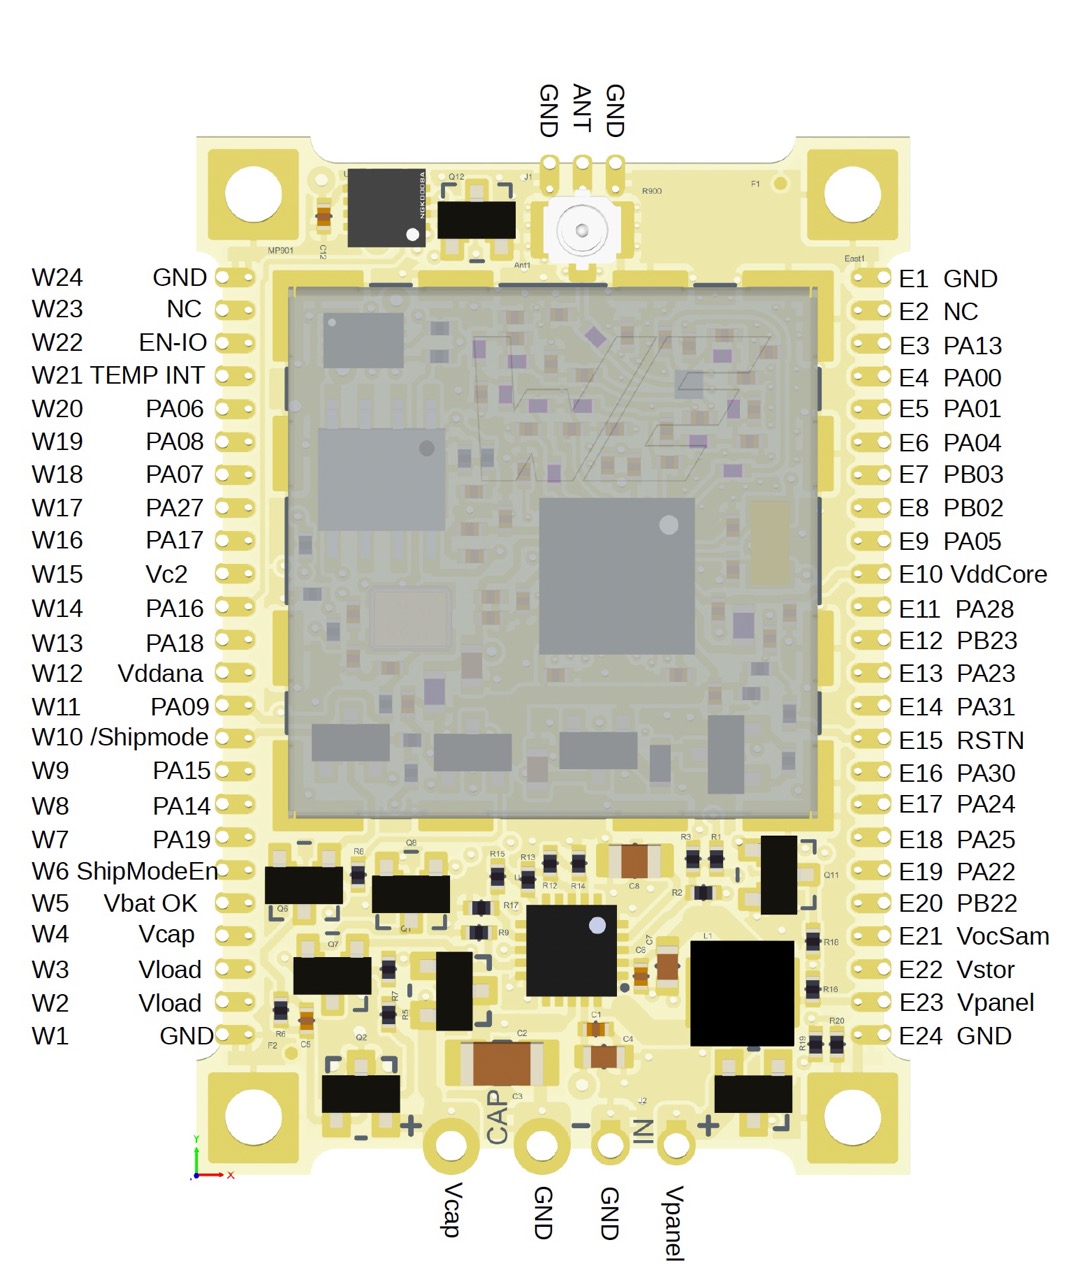 GND ANT GND
U Q12 J1 R900 F1
NGK0008A
C12
MP901 Ant1 East1
W24 GND E1 GND
W23 NC E2 NC
W22 EN-IO E3 PA13
W21 TEMP INT E4 PA00
W20 PA06 E5 PA01
W19 PA08 E6 PA04
W18 PA07 E7 PB03
W17 PA27 E8 PB02
W16 PA17 E9 PA05
W15 Vc2 E10 VddCore
W14 PA16 E11 PA28
W13 PA18 E12 PB23
W12 Vddana E13 PA23
W11 PA09 E14 PA31
W10 /Shipmode E15 RSTN
W9 PA15 E16 PA30
W8 PA14 E17 PA24
W7 PA19 E18 PA25
R8 Q8 R15 R13 R3 R1
W6 ShipModeEn E19 PA22
C8 R12 R14 R2 Q11
W5 Vbat OK E20 PB22
Q6 R17
W4 Vcap E21 VocSam
Q7 R9 C6 C7 L1 R18
W3 Vload E22 Vstor
R7 R16
W2 Vload E23 Vpanel
R5 C1
W1 GND E24 GND
R6 C5 F2 Q2 C2 C4 R19 R20
C3 J2
+ CAP - IN +
Y
X
Vcap GND GND Vpanel